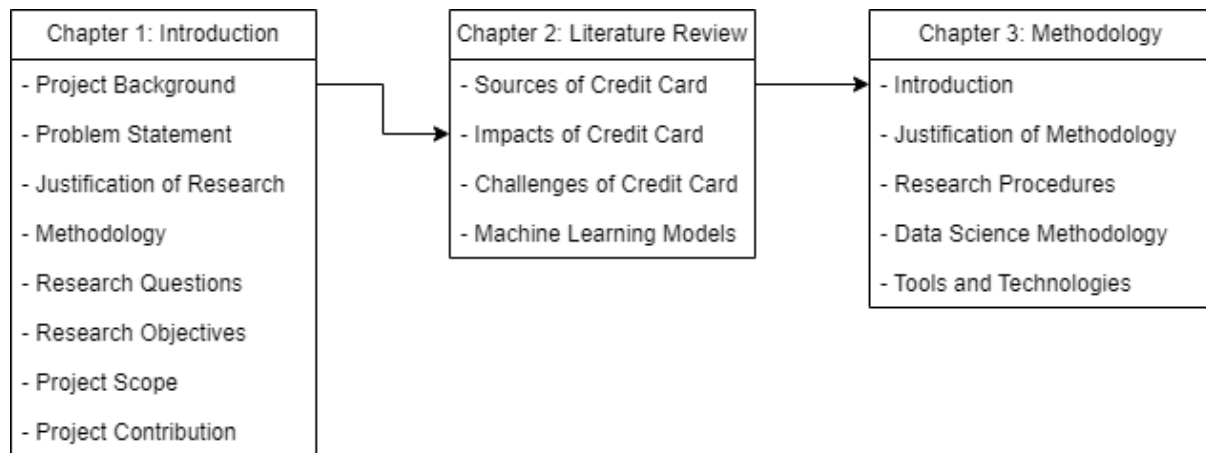 Chapter 1: Introduction
- Project Background
- Problem Statement
- Justification of Research
- Methodology
- Research Questions
- Research Objectives
- Project Scope
- Project Contribution
Chapter 2: Literature Review
- Sources of Credit Card
- Impacts of Credit Card
- Challenges of Credit Card
- Machine Learning Models
Chapter 3: Methodology
- Introduction
- Justification of Methodology
- Research Procedures
- Data Science Methodology
- Tools and Technologies